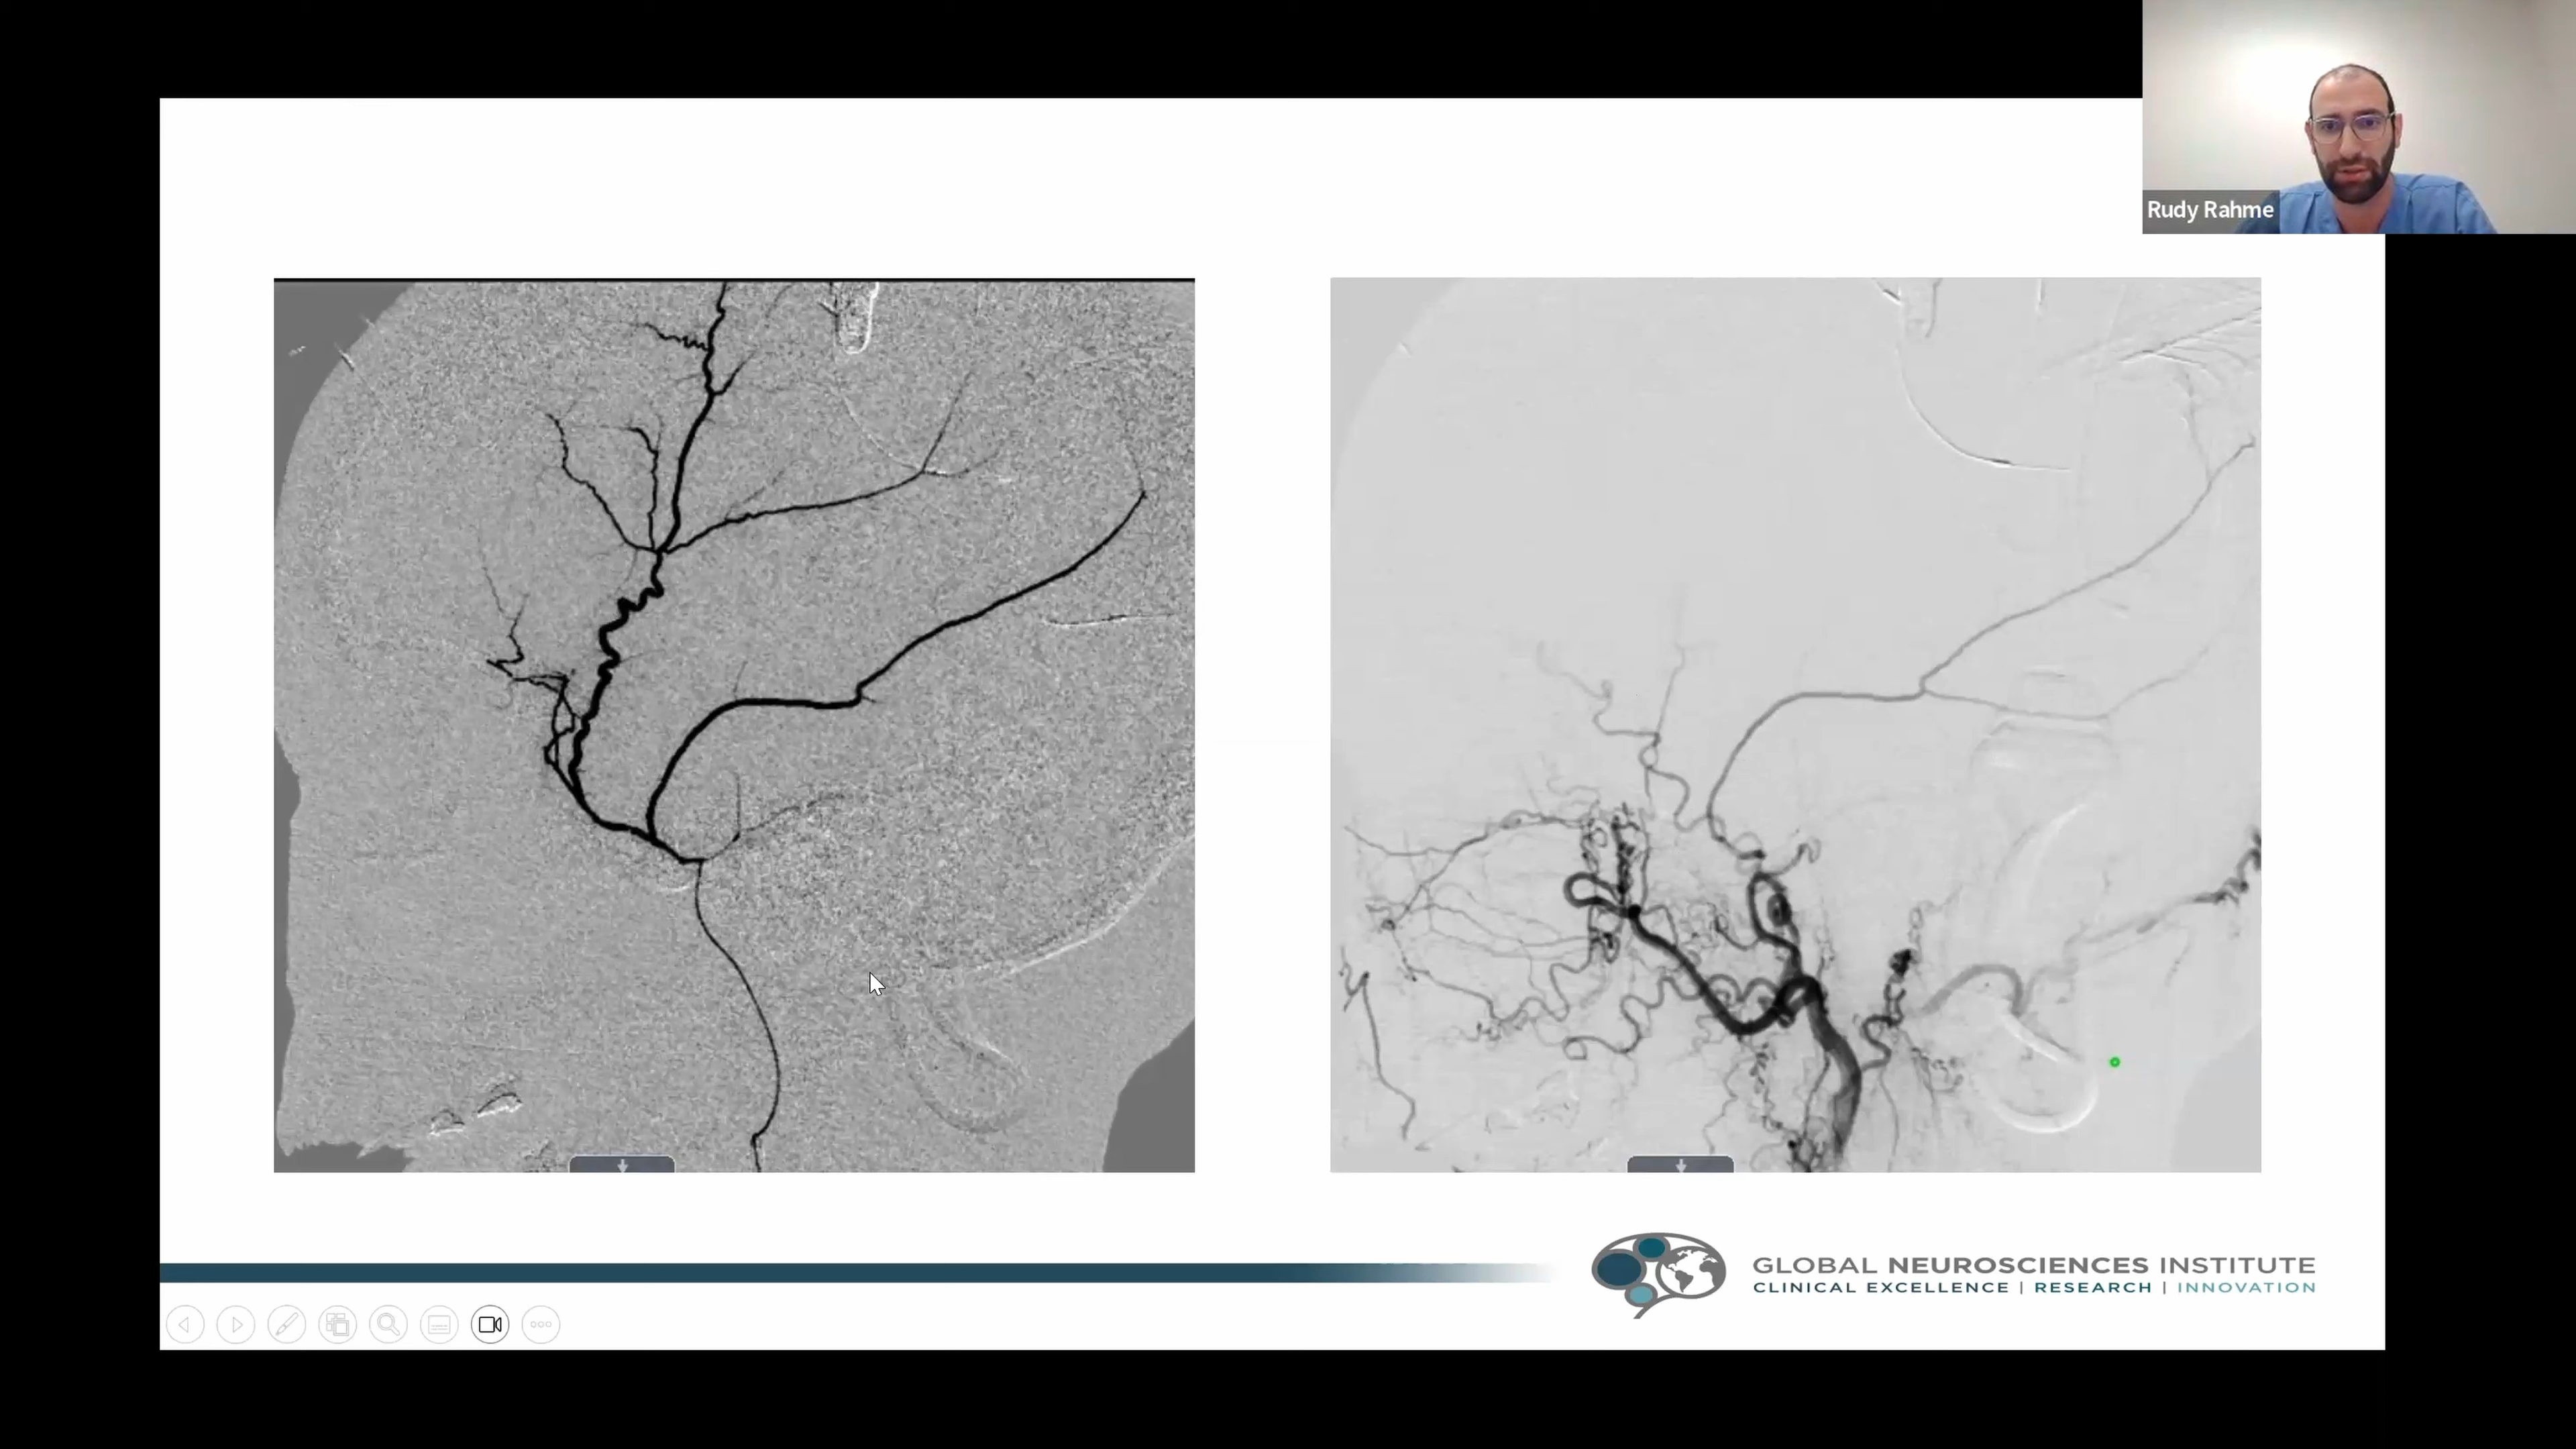 Rudy Rahme
GLOBAL NEUROSCIENCES INSTITUTE
CLINICAL EXCELLENCE | RESEARCH | INNOVATION